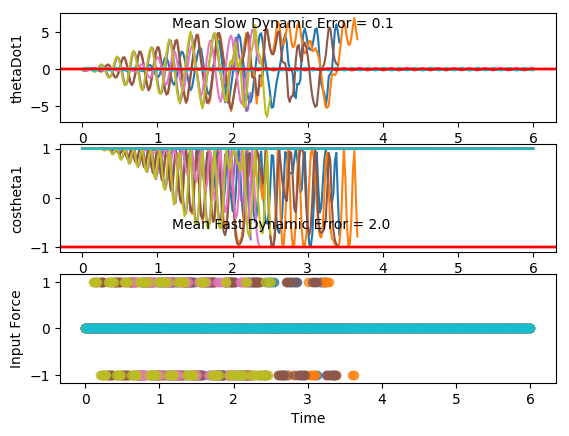 Mean Slow Dynamic Error = 0.1
thetaDot1
5
0
−5
0 1 2 3 4 5 6
costheta1
1
0
−1
Mean Fast Dynamic Error = 2.0
0 1 2 3 4 5 6
Input Force
1
0
−1
0 1 2 3 4 5 6
Time